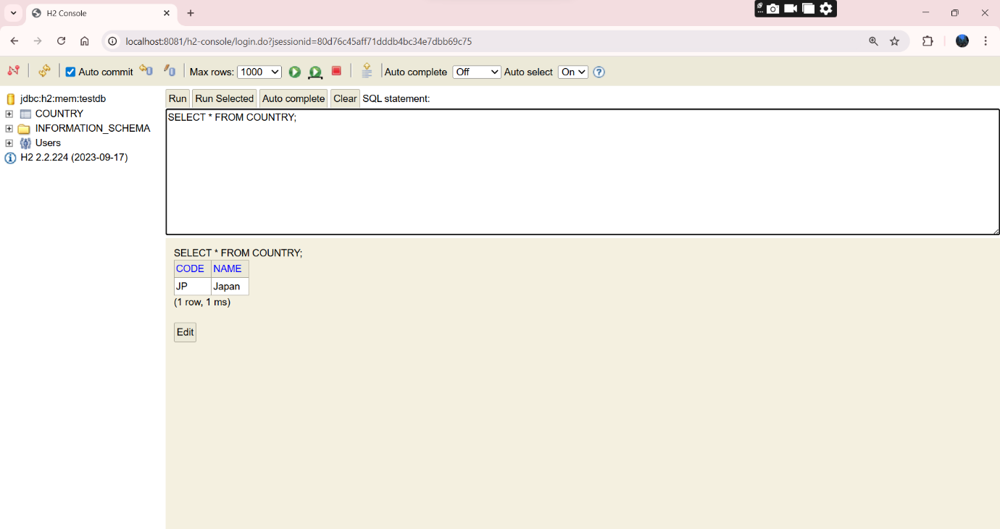 H2 Console
localhost:8081/h2-console/login.do?jsessionid=80d76c45aff71dddb4bc34e7dbb69c75
Auto commit Max rows: 1000 Auto complete Off Auto select On
jdbc:h2:mem:testdb
COUNTRY
INFORMATION_SCHEMA
Users
H2 2.2.224 (2023-09-17)
Run Run Selected Auto complete Clear SQL statement:
SELECT * FROM COUNTRY;
SELECT * FROM COUNTRY;
CODE NAME
JP Japan
(1 row, 1 ms)
Edit